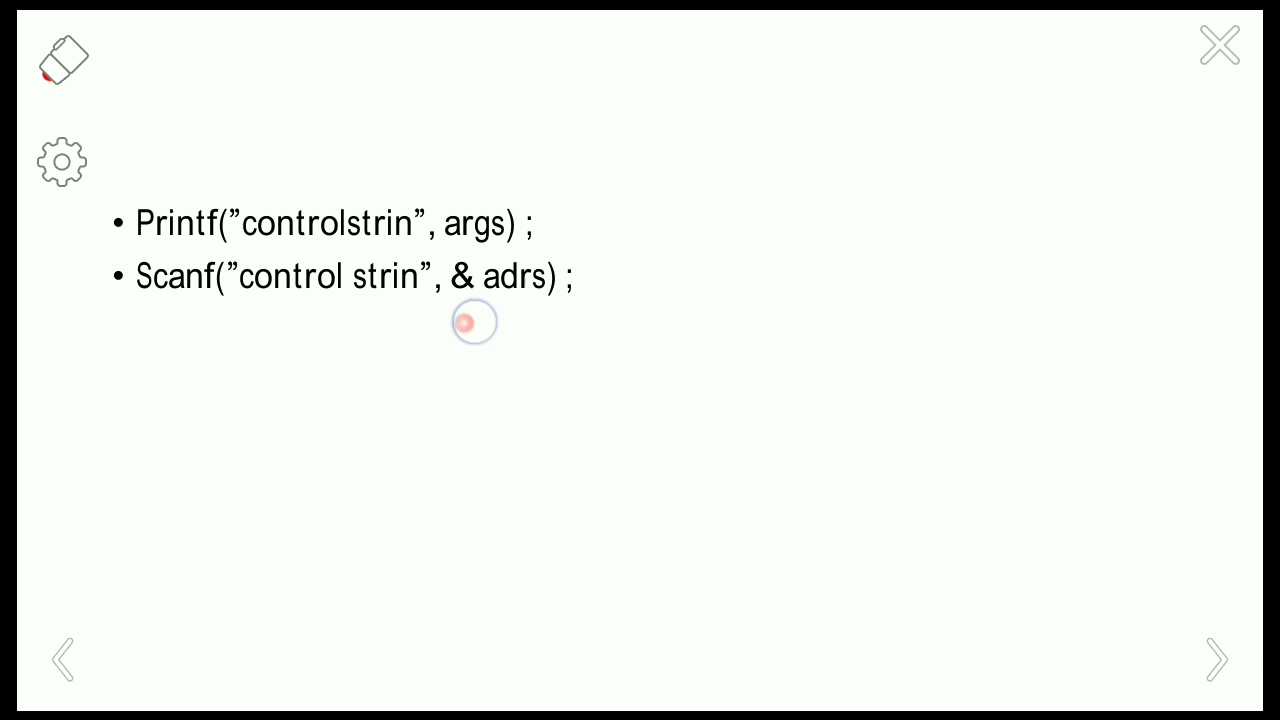 • Printf(”controlstrin”, args) ;
• Scanf(”control strin”, & adrs) ;